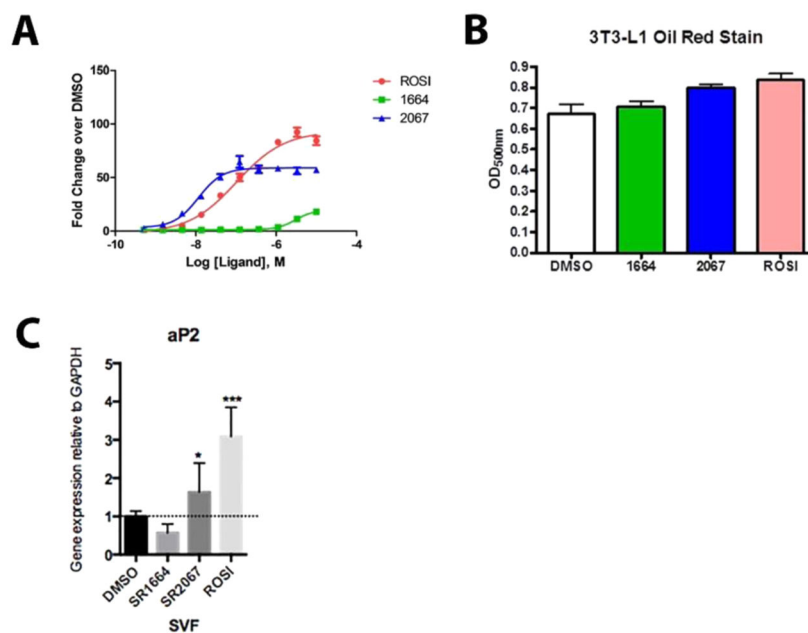 A
Fold Change over DMSO
150
100
50
0
-10
-8
-6
-4
Log [Ligand], M
ROSI
1664
2067
B
3T3-L1 Oil Red Stain
OD500nm
0.9
0.8
0.7
0.6
0.5
0.4
0.3
0.2
0.1
0.0
DMSO
1664
2067
ROSI
C
aP2
Gene expression relative to GAPDH
5
4
3
2
1
0
*
***
DMSO
SR1664
SR2067
ROSI
SVF